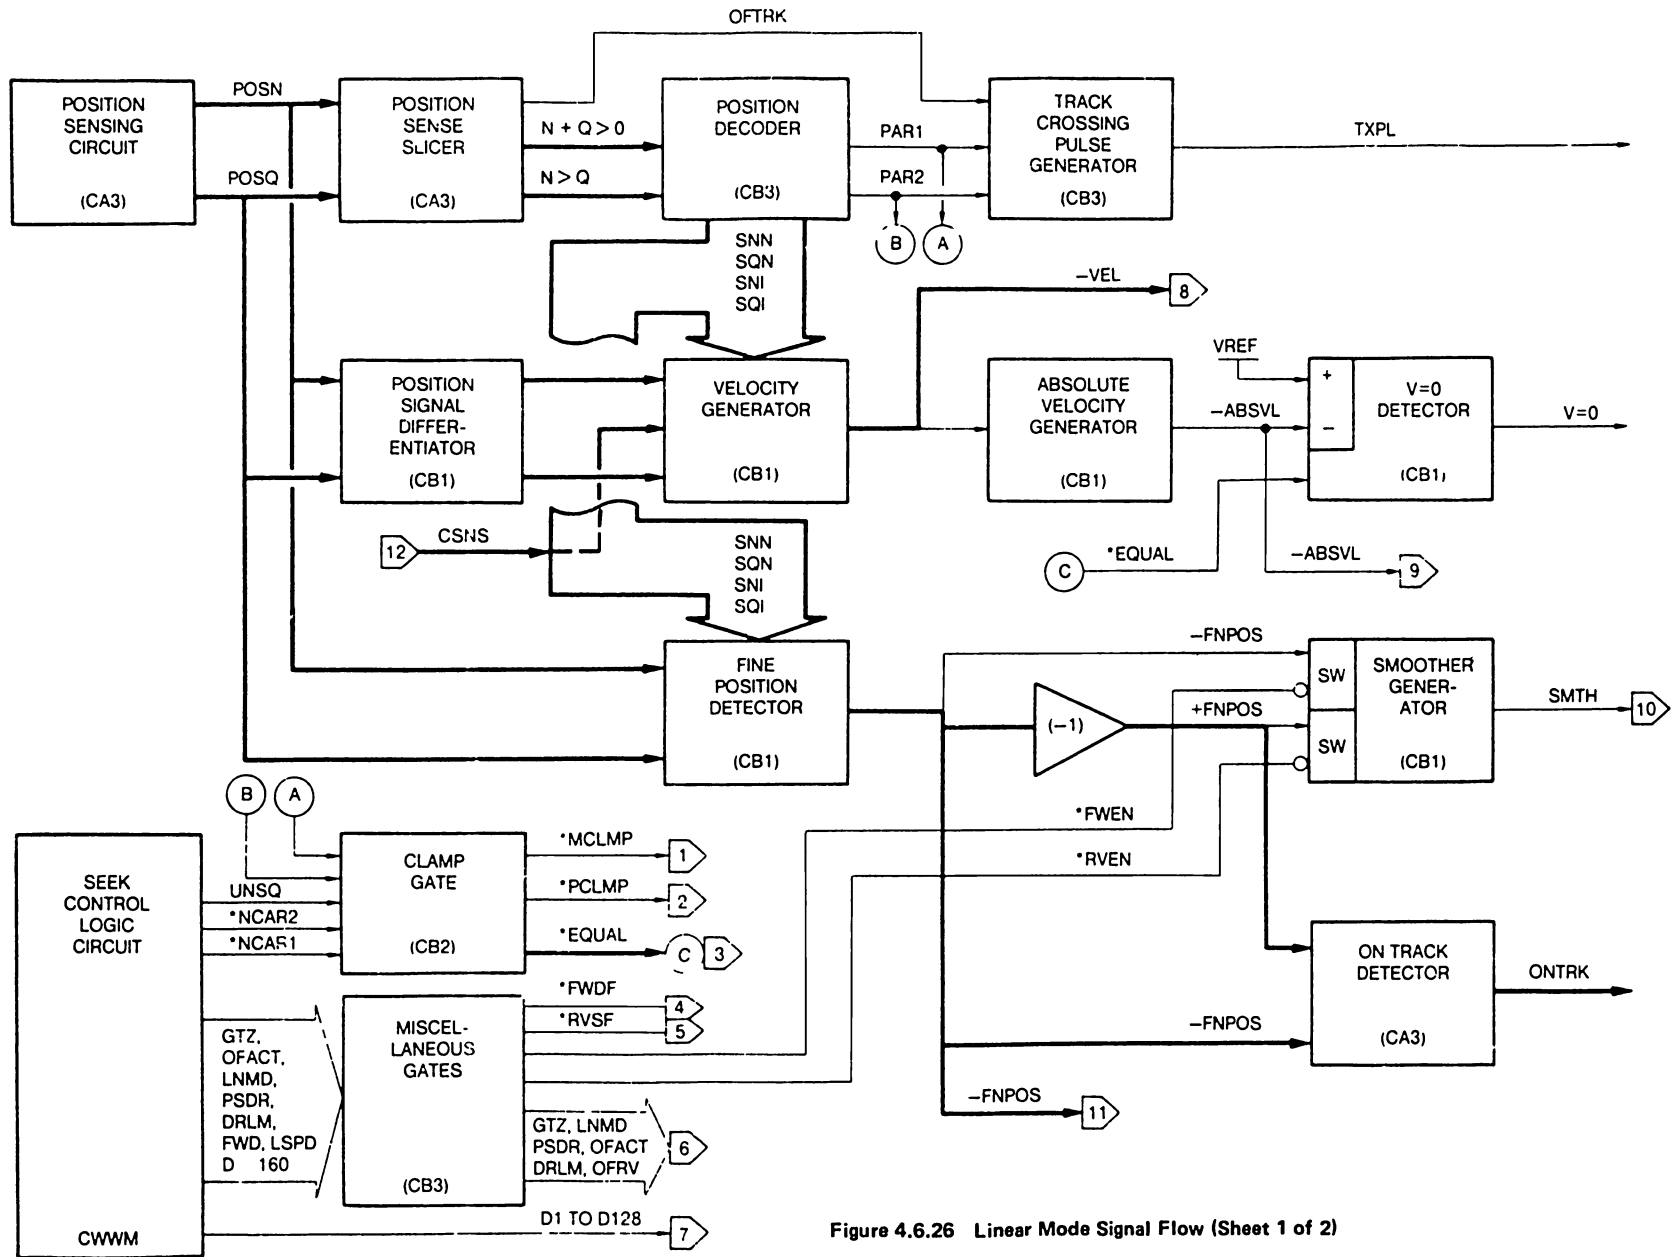 OFTRK
POSITION
SENSING
CIRCUIT
(CA3)
POSN
POSQ
POSITION
SENSE
SLICER
(CA3)
N + Q > 0
N > Q
POSITION
DECODER
(CB3)
PAR1
PAR2
B
A
TRACK
CROSSING
PULSE
GENERATOR
(CB3)
TXPL
SNN
SQN
SNI
SQI
−VEL
8
POSITION
SIGNAL
DIFFER-
ENTIATOR
(CB1)
VELOCITY
GENERATOR
(CB1)
ABSOLUTE
VELOCITY
GENERATOR
(CB1)
VREF
−ABSVL
+
−
V=0
DETECTOR
(CB1)
V=0
12
CSNS
SNN
SQN
SNI
SQI
C
*EQUAL
−ABSVL
9
FINE
POSITION
DETECTOR
(CB1)
−FNPOS
(−1)
+FNPOS
SW
SW
SMOOTHER
GENER-
ATOR
(CB1)
SMTH
10
*FWEN
*RVEN
B
A
SEEK
CONTROL
LOGIC
CIRCUIT
CWWM
UNSQ
*NCAR2
*NCAR1
CLAMP
GATE
(CB2)
*MCLMP
1
*PCLMP
2
*EQUAL
C
3
*FWDF
4
*RVSF
5
GTZ,
OFACT,
LNMD,
PSDR,
DRLM,
FWD, LSPD
D 160
MISCEL-
LANEOUS
GATES
(CB3)
GTZ, LNMD
PSDR, OFACT
DRLM, OFRV
6
D1 TO D128
7
ON TRACK
DETECTOR
(CA3)
ONTRK
−FNPOS
−FNPOS
11
Figure 4.6.26 Linear Mode Signal Flow (Sheet 1 of 2)